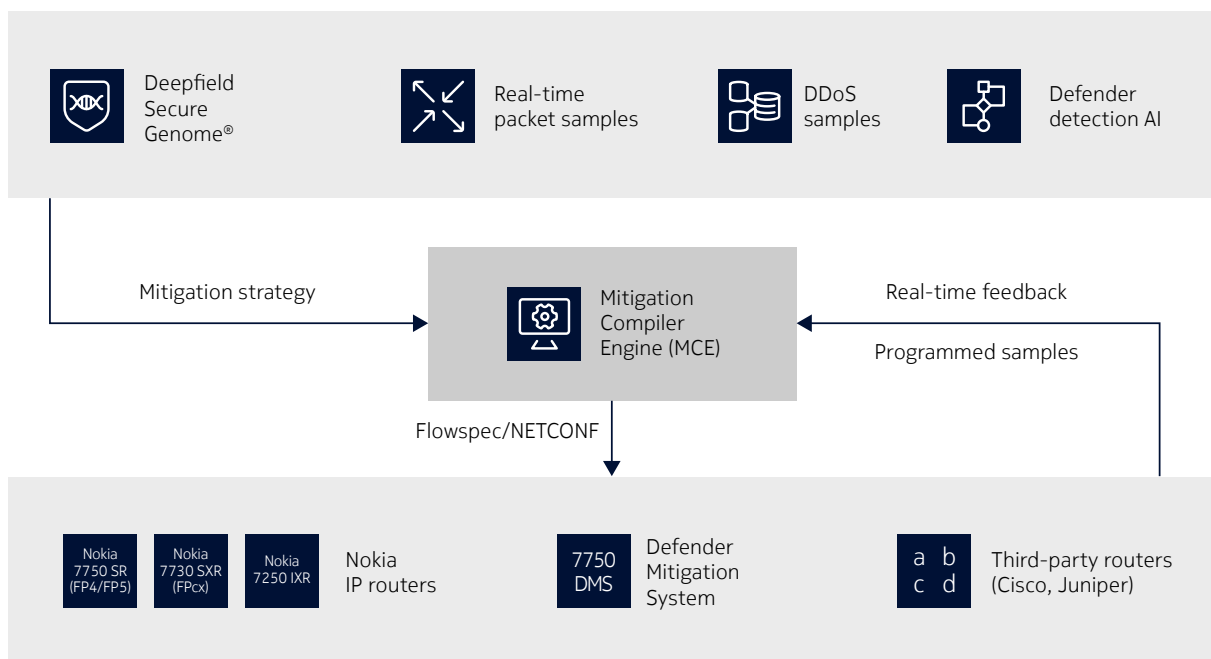 Deepfield
Secure
Genome®
Real-time
packet samples
DDoS
samples
Defender
detection AI
Mitigation strategy
Mitigation
Compiler
Engine (MCE)
Real-time feedback
Programmed samples
Flowspec/NETCONF
Nokia
7750 SR
(FP4/FP5)
Nokia
7730 SXR
(FPcx)
Nokia
7250 IXR
Nokia
IP routers
7750
DMS
Defender
Mitigation
System
a b
c d
Third-party routers
(Cisco, Juniper)